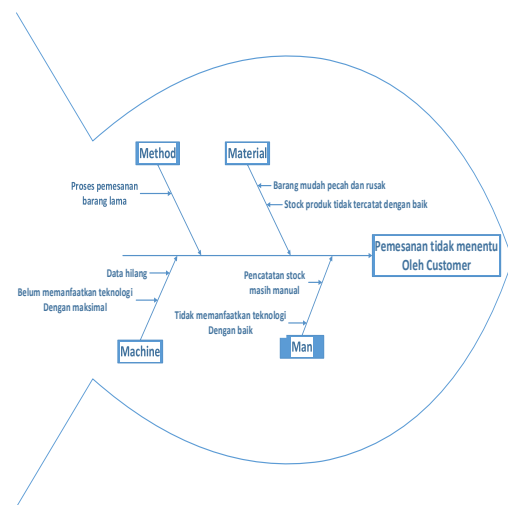 Method
Material
Proses pemesanan
barang lama
Barang mudah pecah dan rusak
Stock produk tidak tercatat dengan baik
Pemesanan tidak menentu
Oleh Customer
Data hilang
Belum memanfaatkan teknologi
Dengan maksimal
Pencatatan stock
masih manual
Tidak memanfaatkan teknologi
Dengan baik
Machine
Man